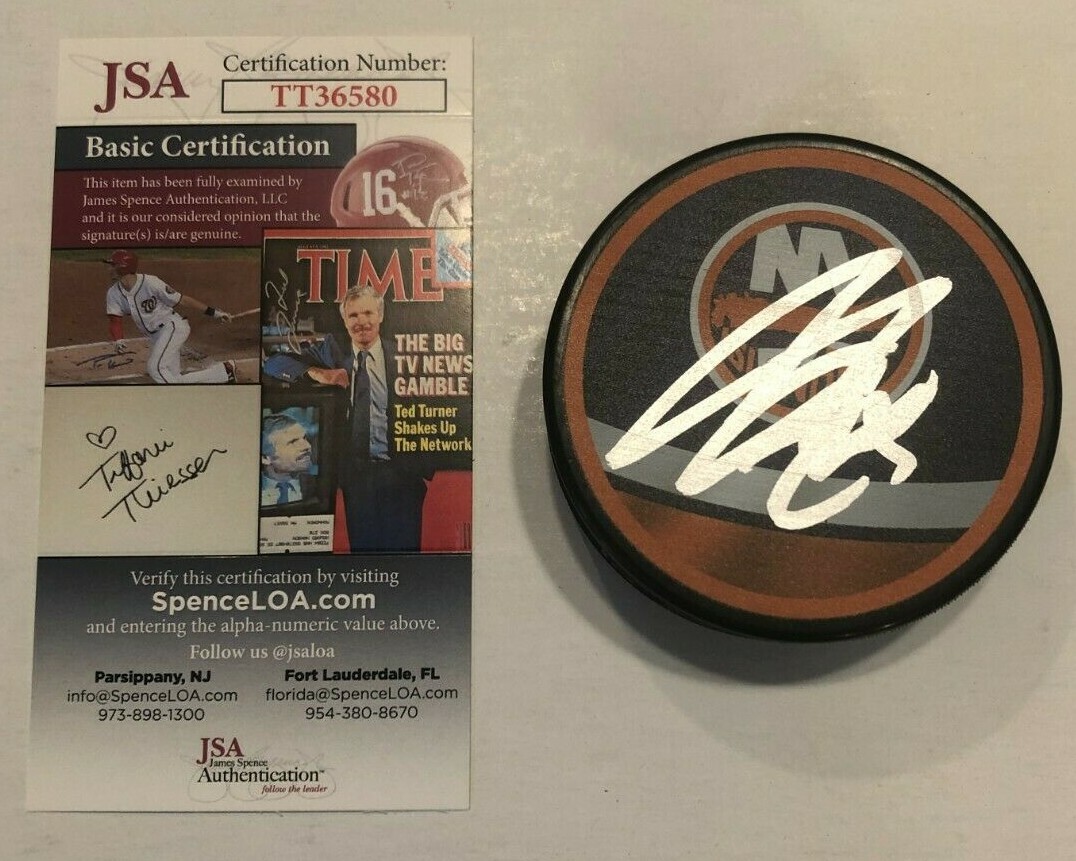 JSA
Certification Number:
TT36580
Basic Certification
This item has been fully examined by
James Spence Authentication, LLC
and it is our considered opinion that the
signature(s) is/are genuine.
16
W
TIME
THE BIG
TV NEWS
GAMBLE
Ted Turner
Shakes Up
The Network
Tiffani
Thiessen
Verify this certification by visiting
SpenceLOA.com
and entering the alpha-numeric value above.
Follow us @jsaloa
Parsippany, NJ
info@SpenceLOA.com
973-898-1300
Fort Lauderdale, FL
florida@SpenceLOA.com
954-380-8670
JSA
James Spence
Authentication™
follow the leader
NY